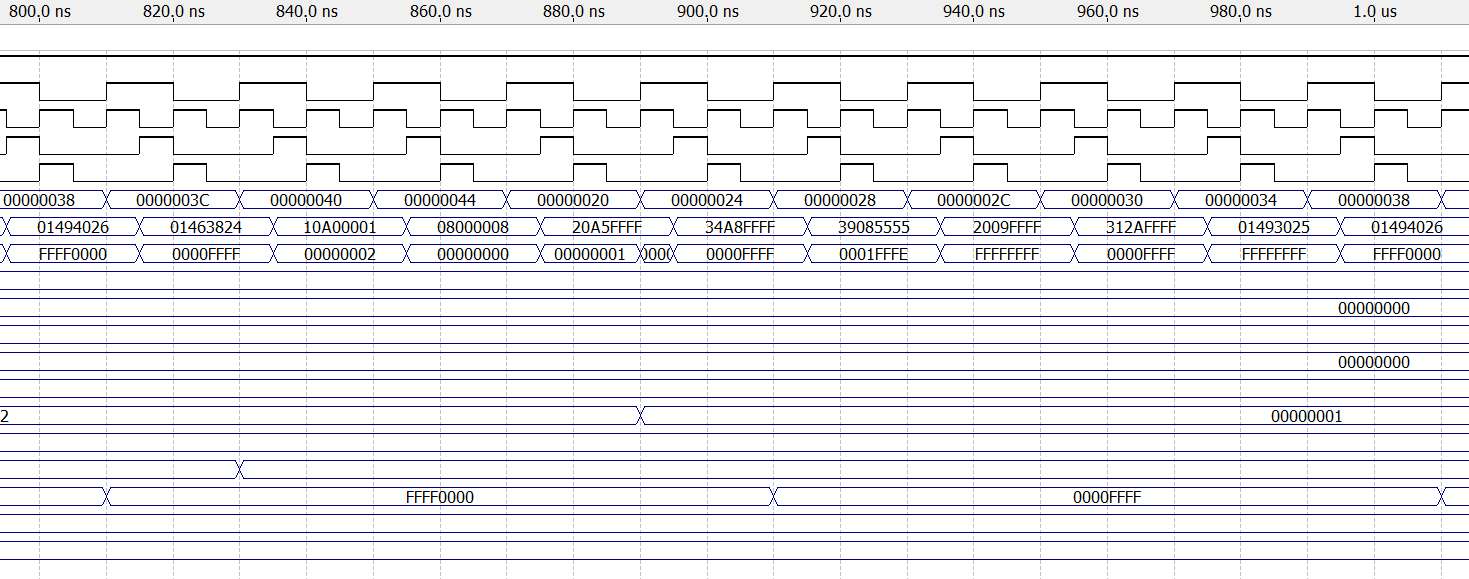 800.0 ns 820.0 ns 840.0 ns 860.0 ns 880.0 ns 900.0 ns 920.0 ns 940.0 ns 960.0 ns 980.0 ns 1.0 us
00000038 0000003C 00000040 00000044 00000020 00000024 00000028 0000002C 00000030 00000034 00000038
01494026 01463824 10A00001 08000008 20A5FFFF 34A8FFFF 39085555 2009FFFF 312AFFFF 01493025 01494026
FFFF0000 0000FFFF 00000002 00000000 00000001 0000FFFF 0001FFFE FFFFFFFF 0000FFFF FFFFFFFF FFFF0000
00000000
00000000
2 00000001
FFFF0000 0000FFFF